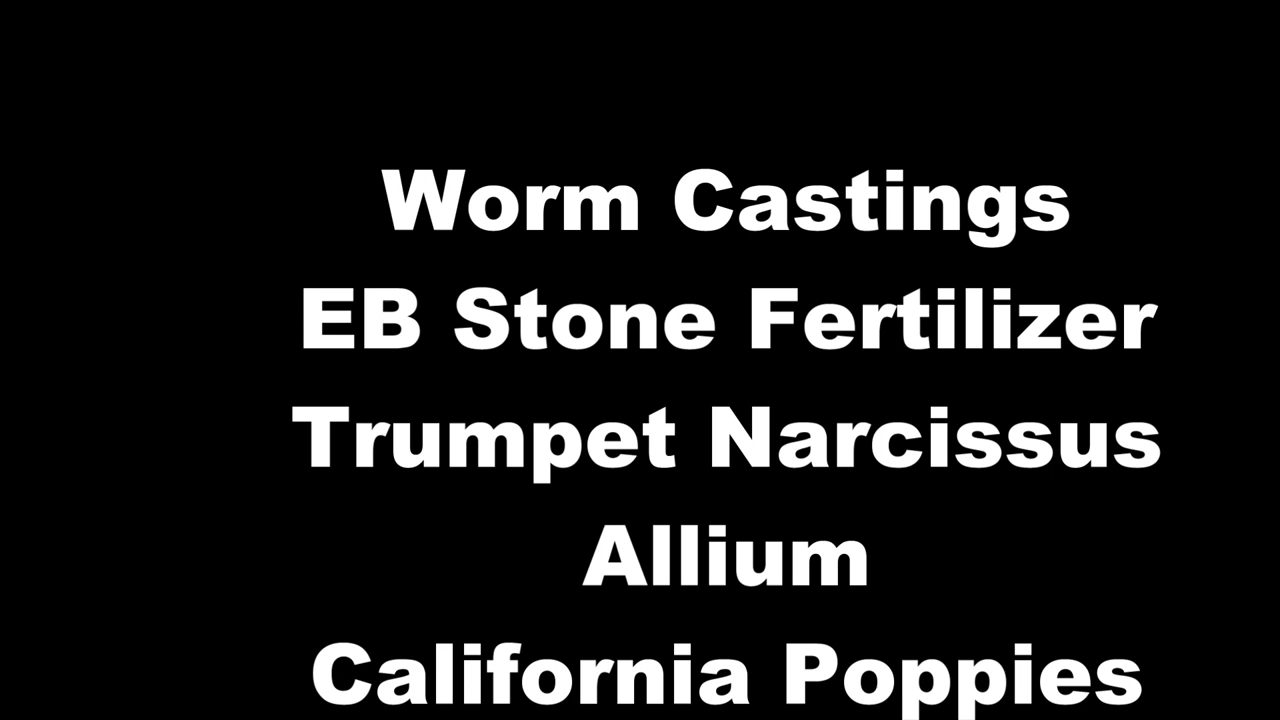 Worm Castings
EB Stone Fertilizer
Trumpet Narcissus
Allium
California Poppies